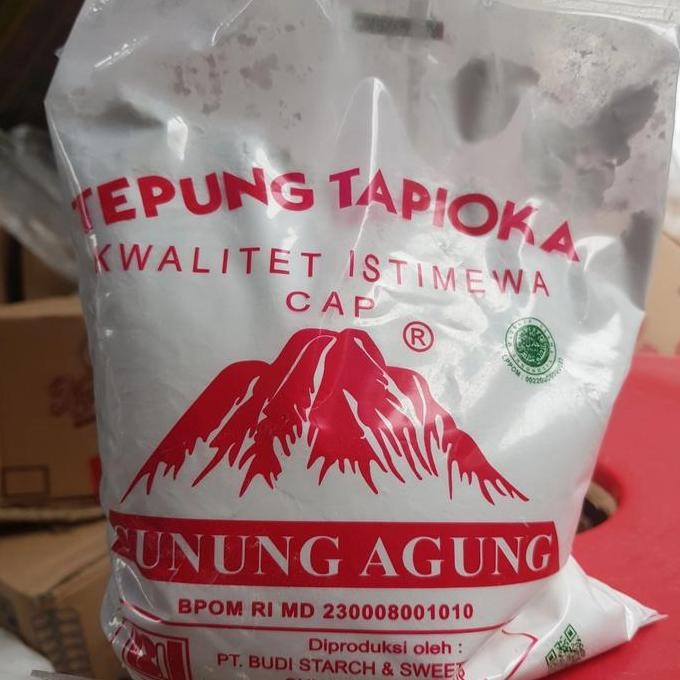 TEPUNG TAPIOKA
KWALITET ISTIMEWA
CAP
®
GUNUNG AGUNG
BPOM RI MD 230008001010
Diproduksi oleh :
PT. BUDI STARCH & SWEET